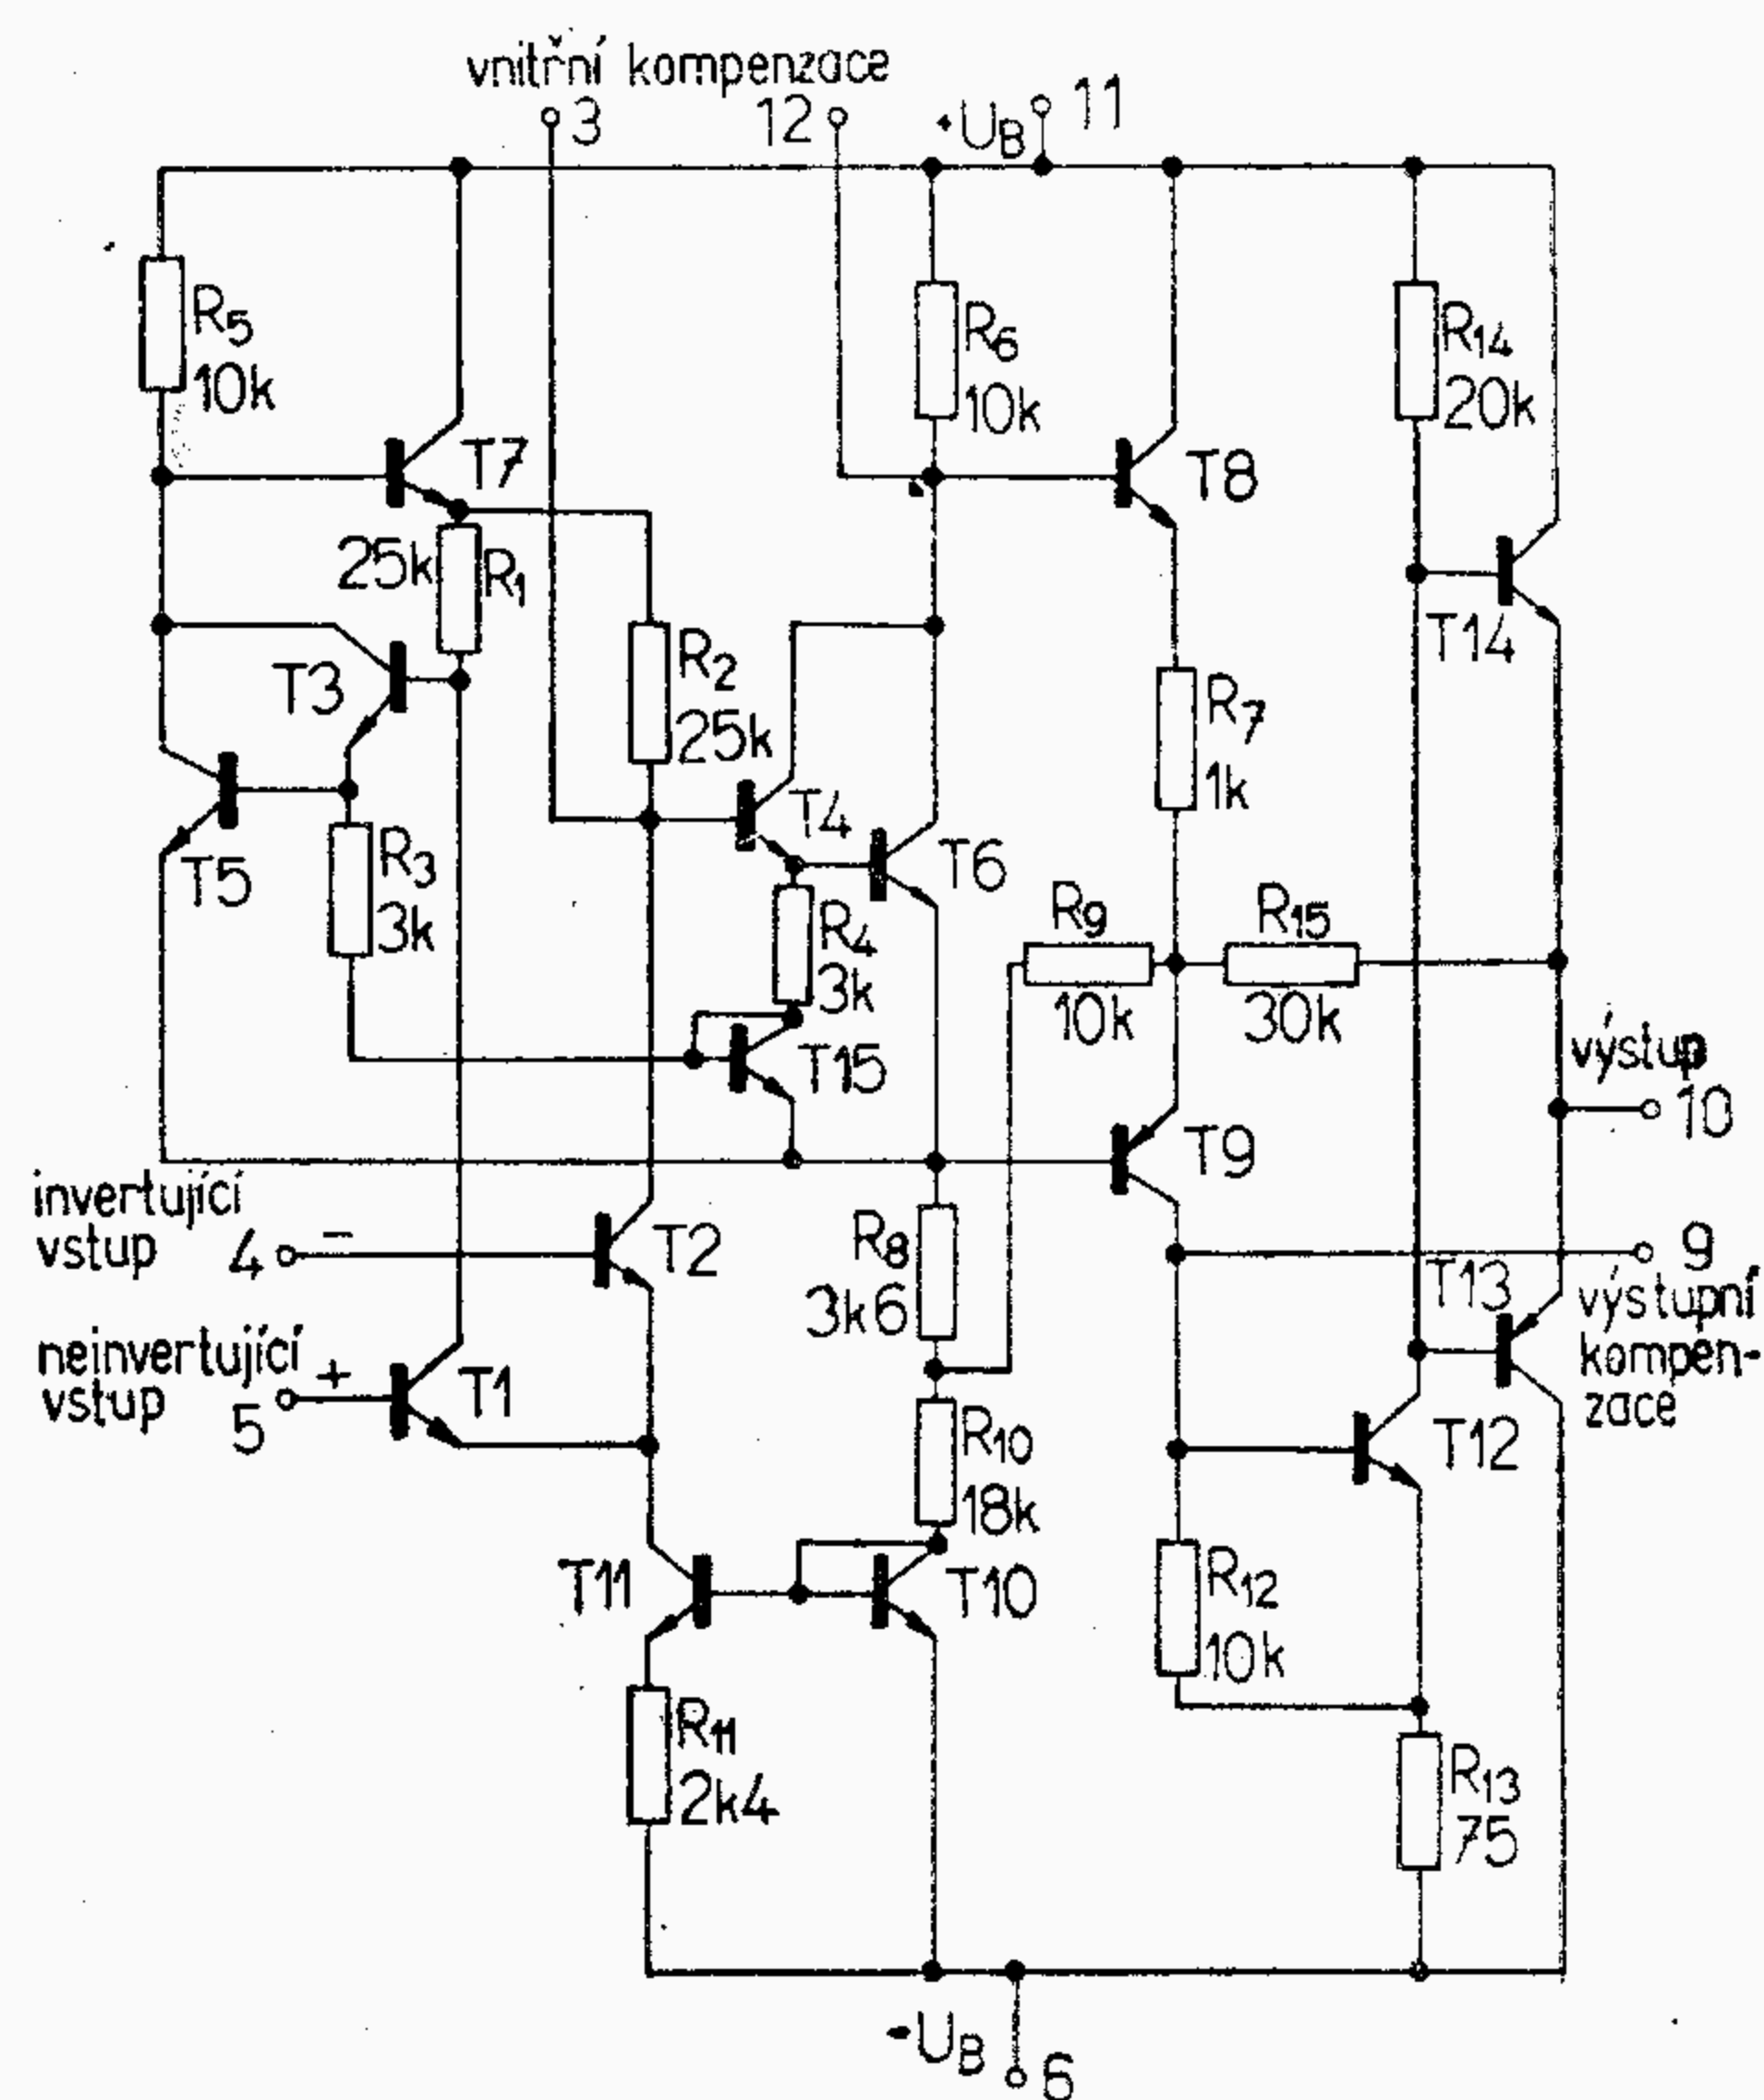 vnitřní kompenzace
3
12
+UB
11
R5
10k
R6
10k
R14
20k
T7
T8
25k
R1
T14
T3
R2
25k
R7
1k
T4
T5
R3
3k
T6
R4
3k
R9
10k
R15
30k
T15
výstup
10
T9
invertující
vstup
4
-
T2
R8
3k6
9
T13
výstupní
kompen-
zace
neinvertující
vstup
5
+
T1
R10
18k
T12
T11
T10
R12
10k
R11
2k4
R13
75
-UB
6